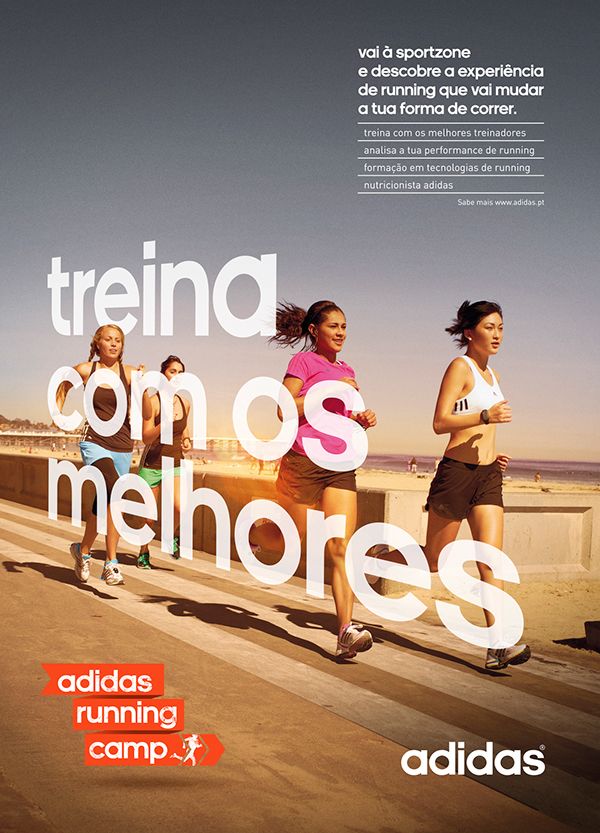 vai à sportzone
e descobre a experiência
de running que vai mudar
a tua forma de correr.
treina com os melhores treinadores
analisa a tua performance de running
formação em tecnologias de running
nutricionista adidas
Sabe mais www.adidas.pt
treina
com os
melhores
adidas
running
camp
adidas®